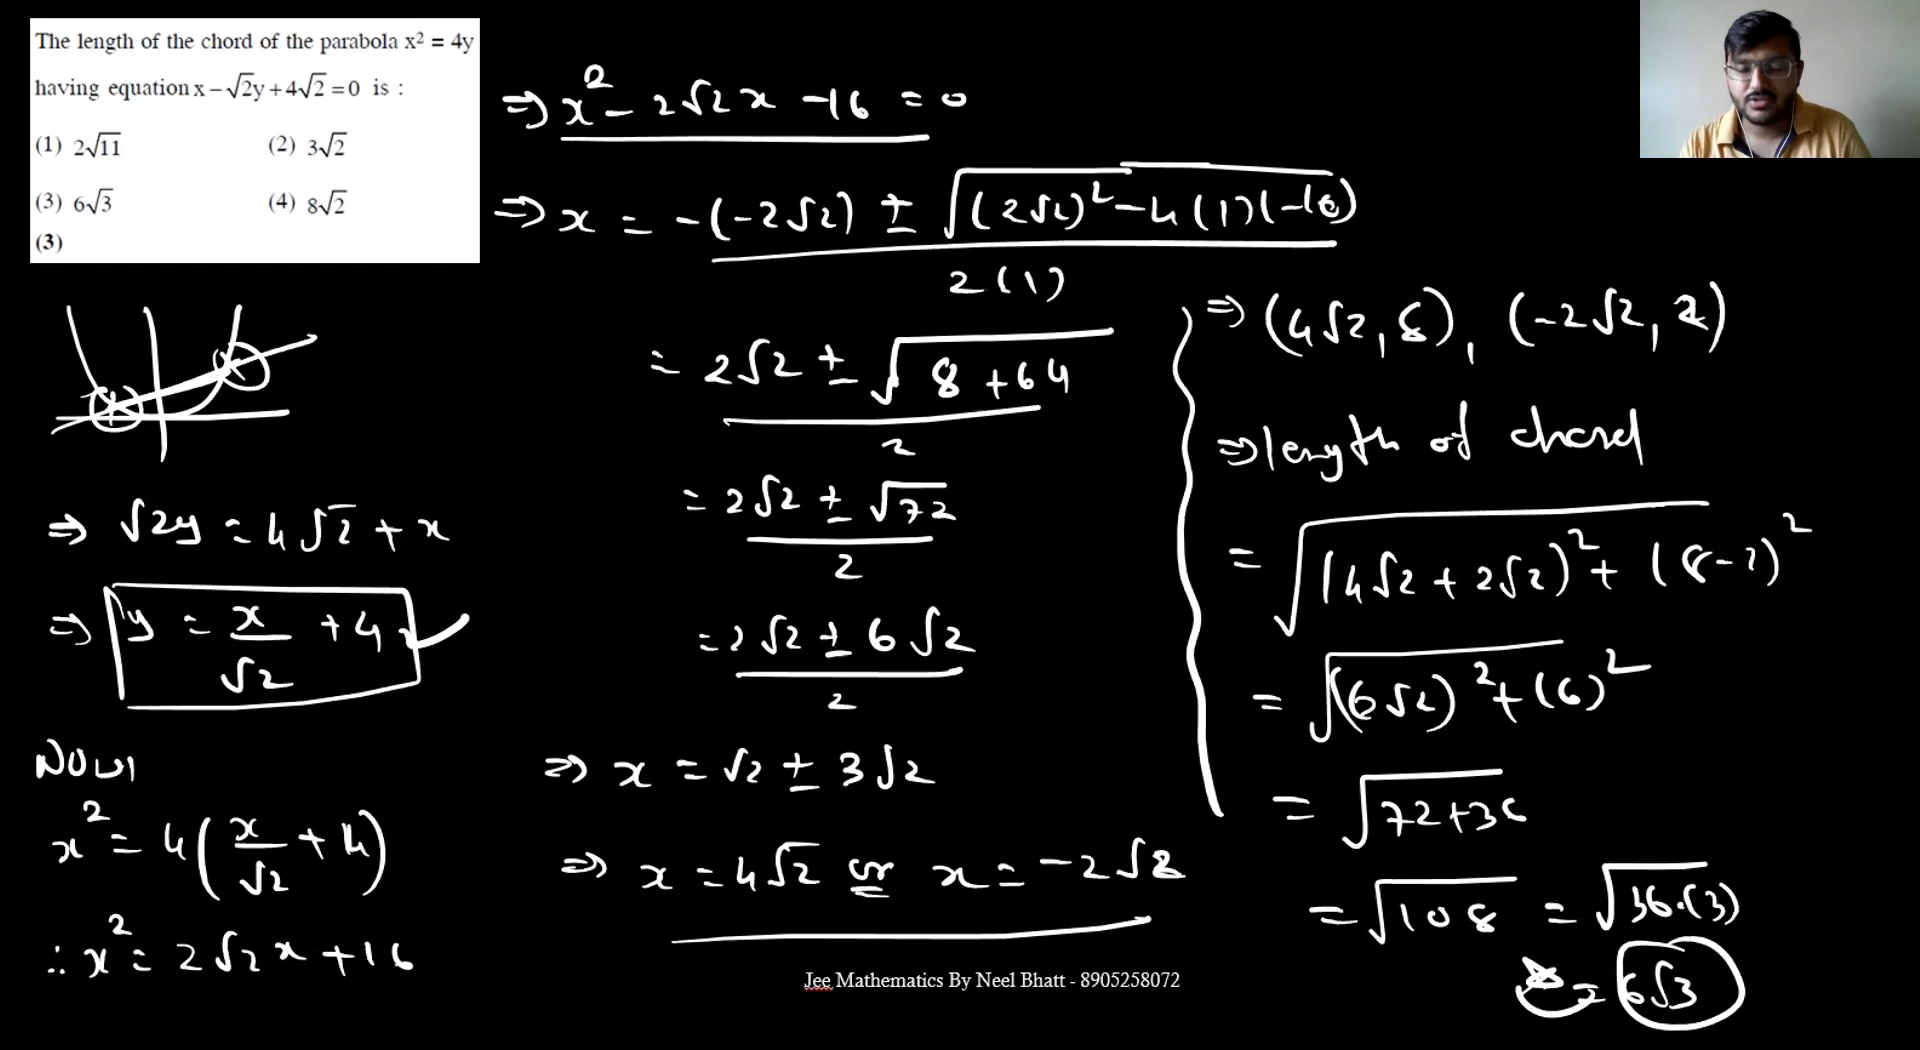 The length of the chord of the parabola x² = 4y
having equation x − √2y + 4√2 = 0 is :
(1) 2√11 (2) 3√2
(3) 6√3 (4) 8√2
(3)
⇒ √2y = 4√2 + x
⇒ y = x/√2 + 4
Now
x² = 4(x/√2 + 4)
∴ x² = 2√2x + 16
⇒ x² − 2√2x − 16 = 0
⇒ x = −(−2√2) ± √((2√2)² − 4(1)(−16)) / 2(1)
= 2√2 ± √(8 + 64) / 2
= 2√2 ± √72 / 2
= 2√2 ± 6√2 / 2
⇒ x = √2 ± 3√2
⇒ x = 4√2 or x = −2√2
⇒ (4√2, 8), (−2√2, 2)
⇒ length of chord
= √((4√2 + 2√2)² + (8−2)²)
= √((6√2)² + (6)²)
= √(72+36)
= √108 = √(36·(3))
= 6√3
Jee Mathematics By Neel Bhatt - 8905258072